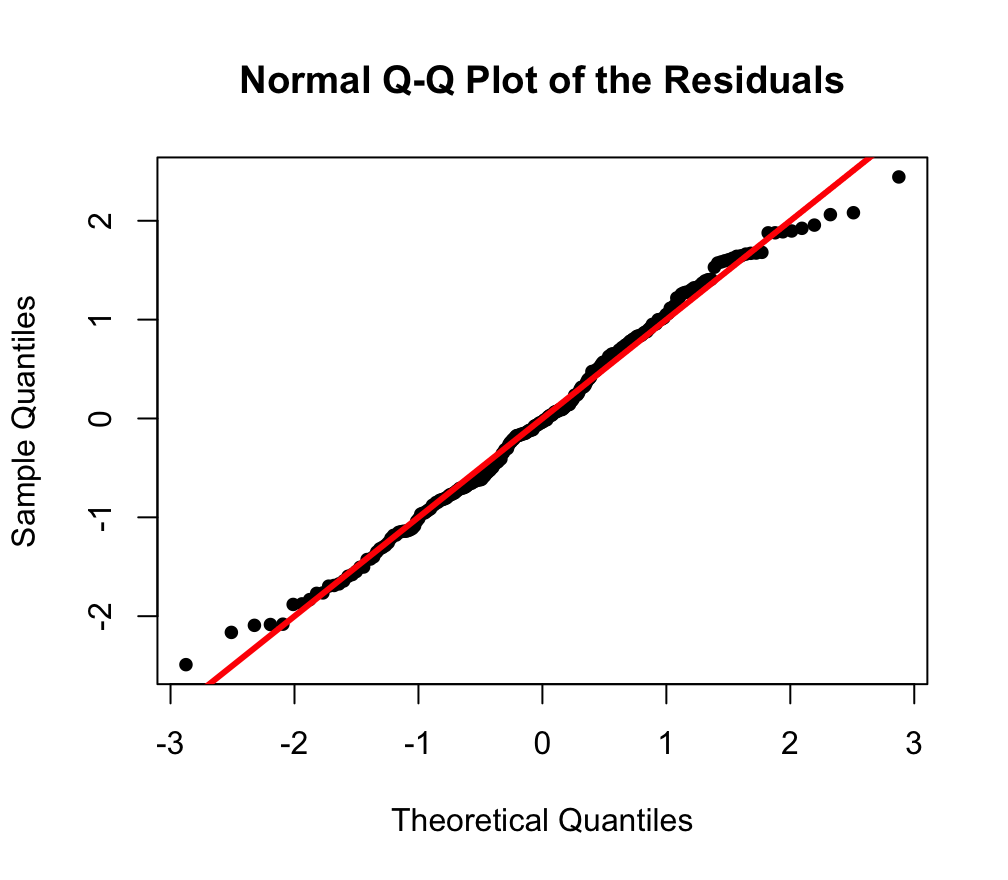 Normal Q-Q Plot of the Residuals
Sample Quantiles
2
1
0
-1
-2
-3 -2 -1 0 1 2 3
Theoretical Quantiles